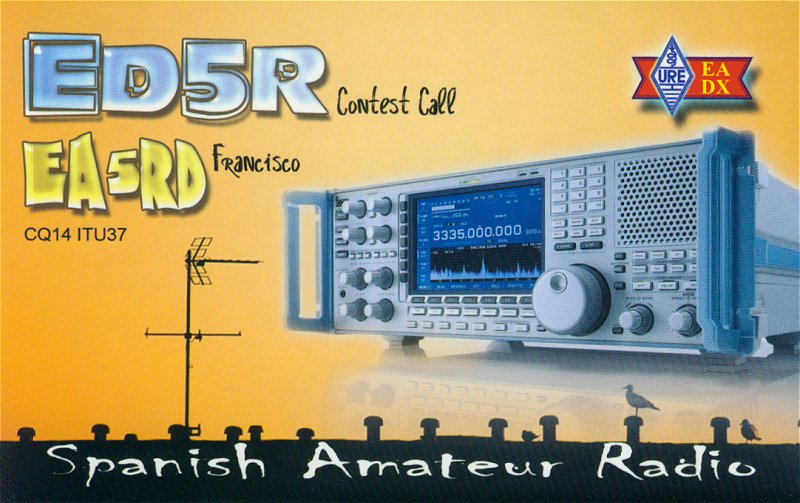 ED5R Contest Call
URE EA DX
EA5RD Francisco
CQ14 ITU37
3335.000.000
Spanish Amateur Radio